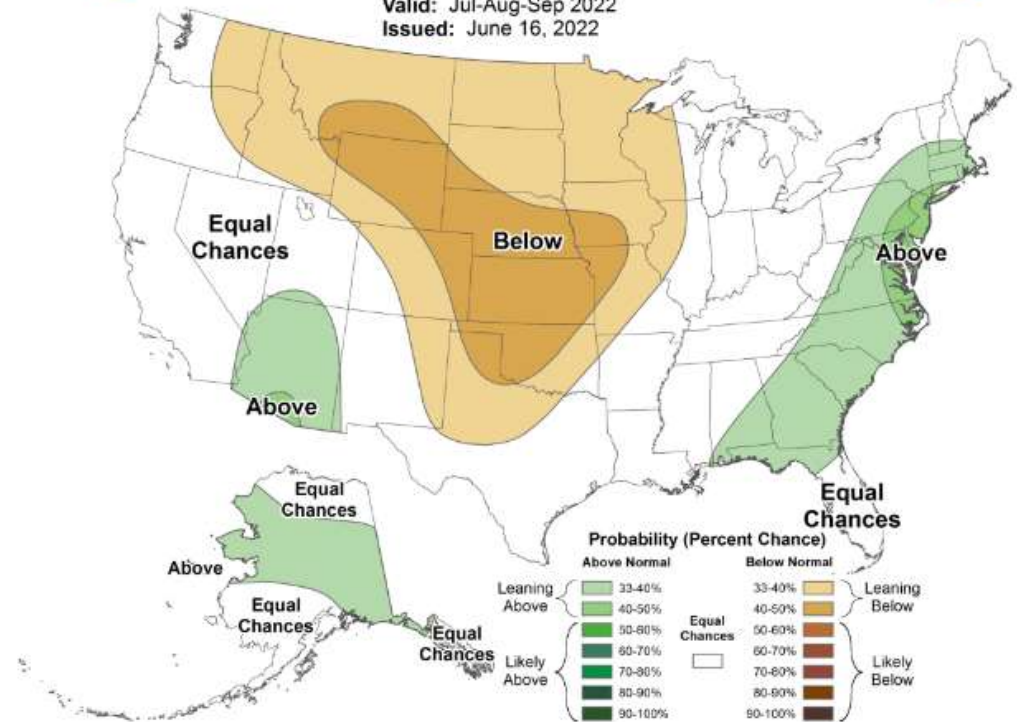 Valid: Jul-Aug-Sep 2022
Issued: June 16, 2022
Equal
Chances
Below
Above
Above
Equal
Chances
Above
Equal
Chances
Equal
Chances
Equal
Chances
Probability (Percent Chance)
Above Normal
Below Normal
Leaning
Above
33-40%
40-50%
50-60%
60-70%
70-80%
80-90%
90-100%
Likely
Above
Equal
Chances
33-40%
40-50%
50-60%
60-70%
70-80%
80-90%
90-100%
Leaning
Below
Likely
Below